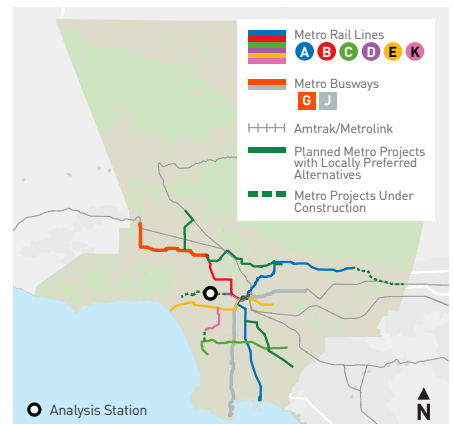 Metro Rail Lines
A B C D E K
Metro Busways
G J
Amtrak/Metrolink
Planned Metro Projects
with Locally Preferred
Alternatives
Metro Projects Under
Construction
Analysis Station
N